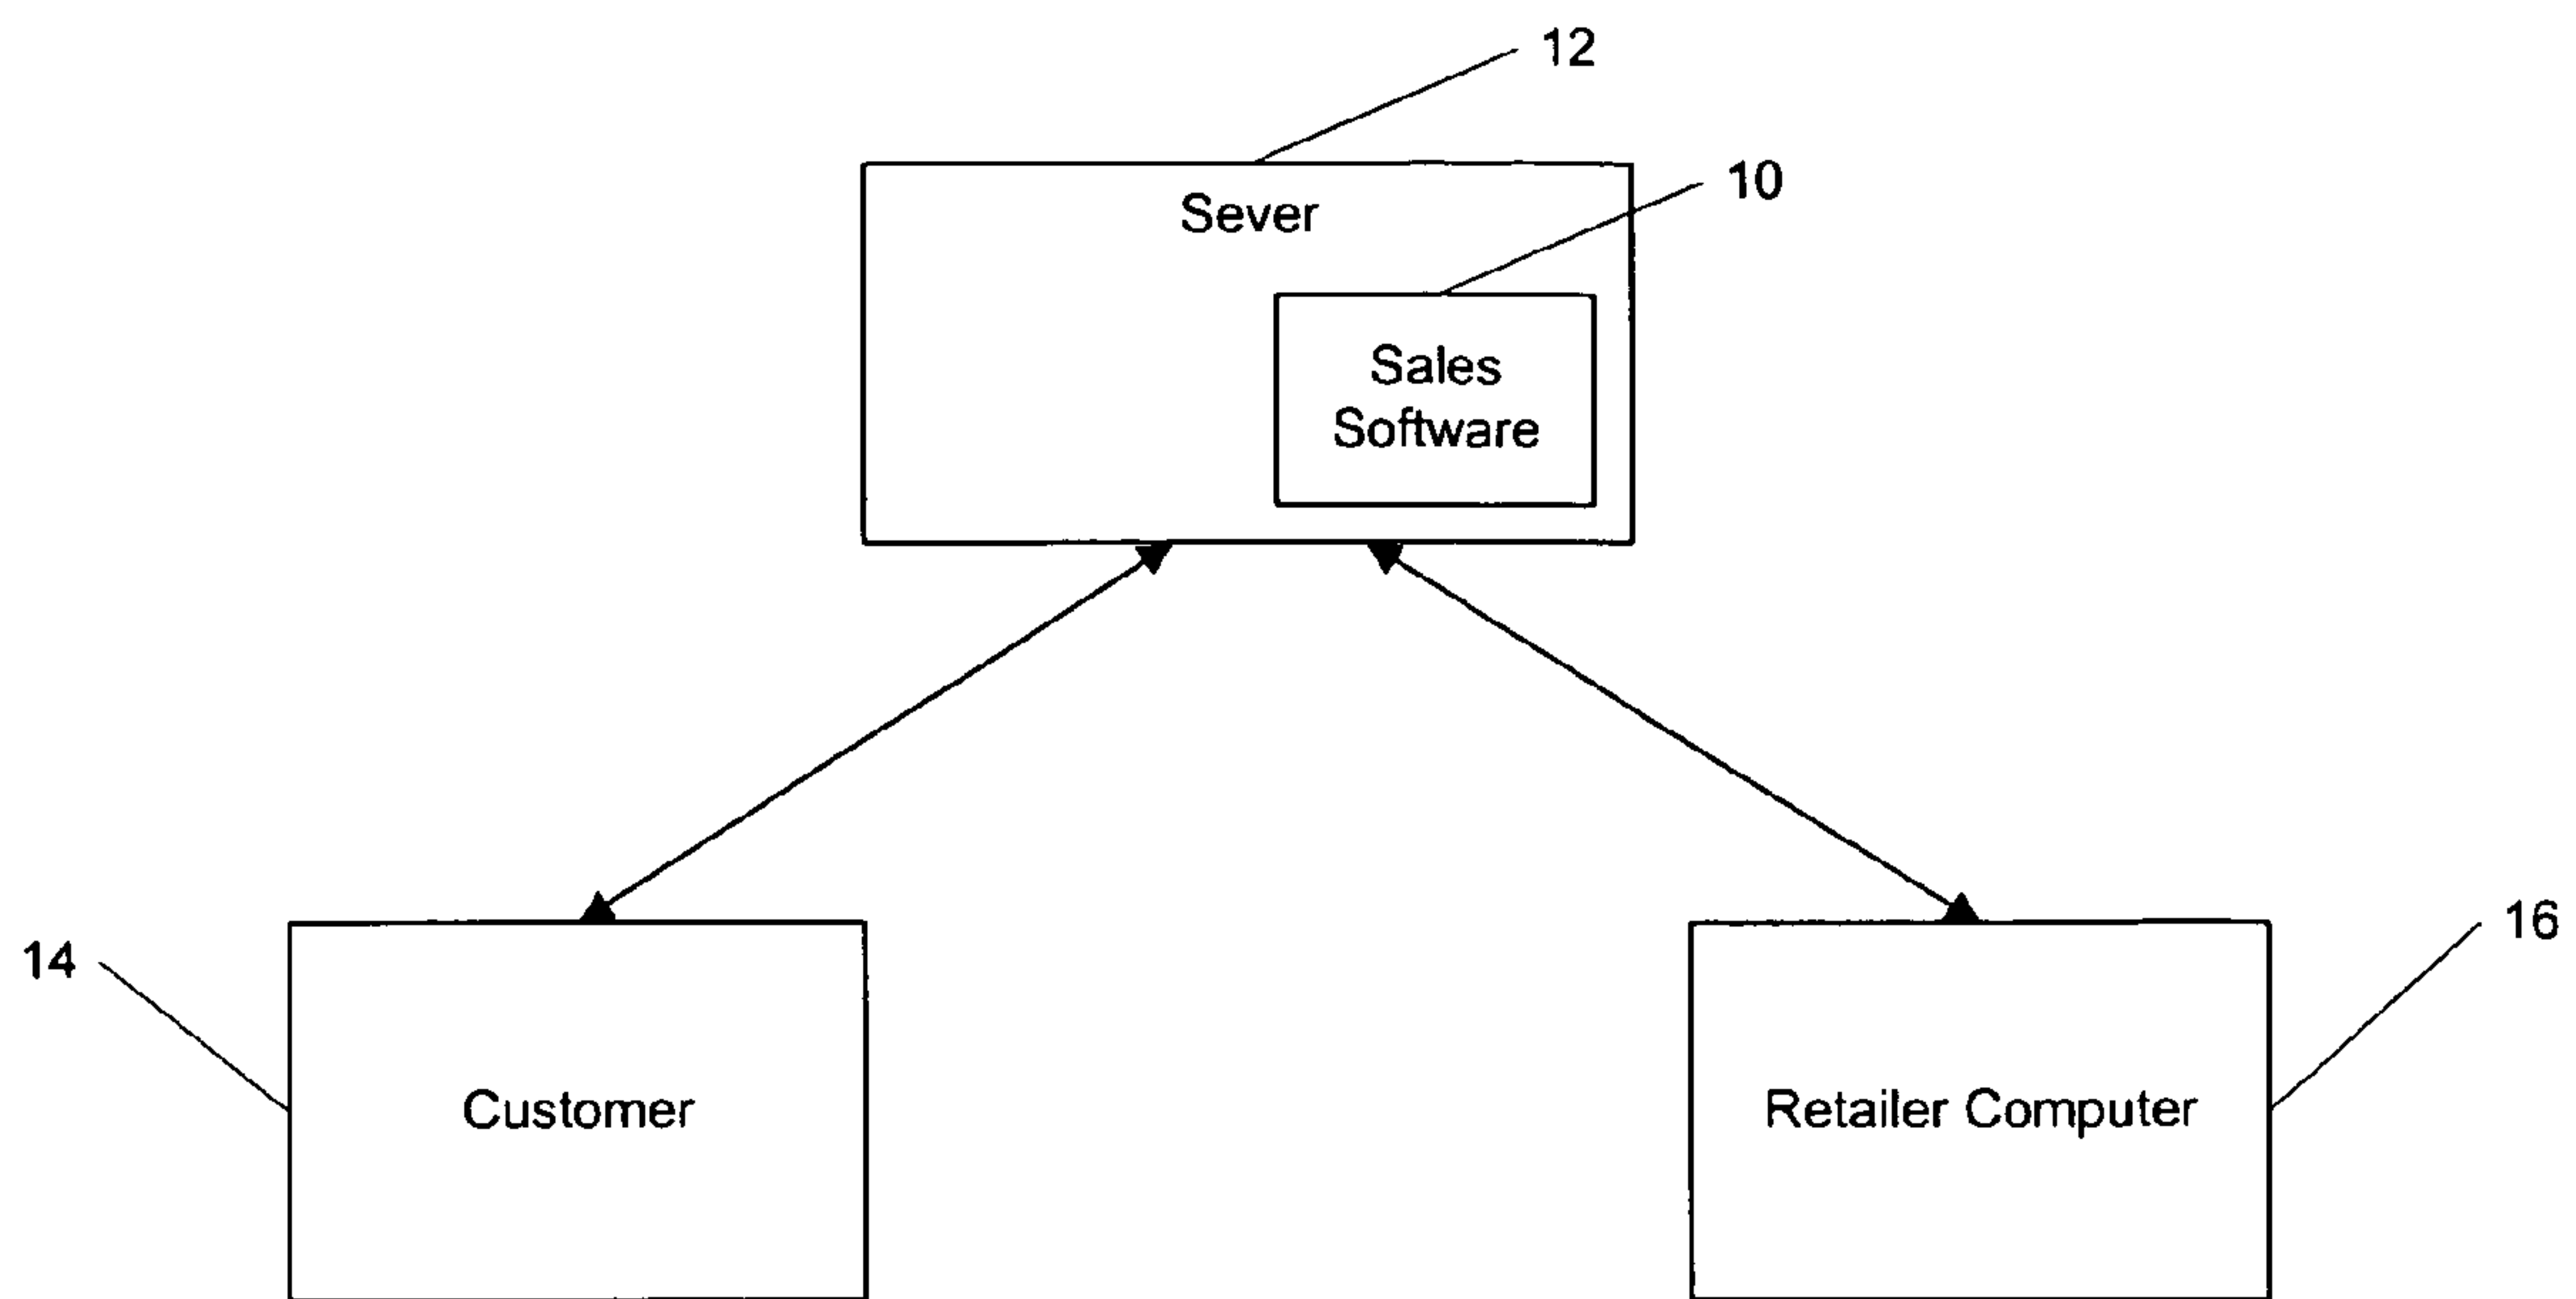 12
10
Sever
Sales
Software
14
16
Customer
Retailer Computer